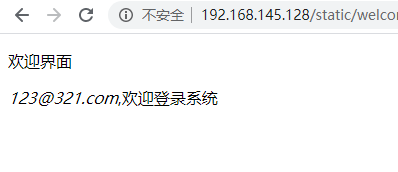 不安全 | 192.168.145.128/static/welco
欢迎界面
123@321.com,欢迎登录系统